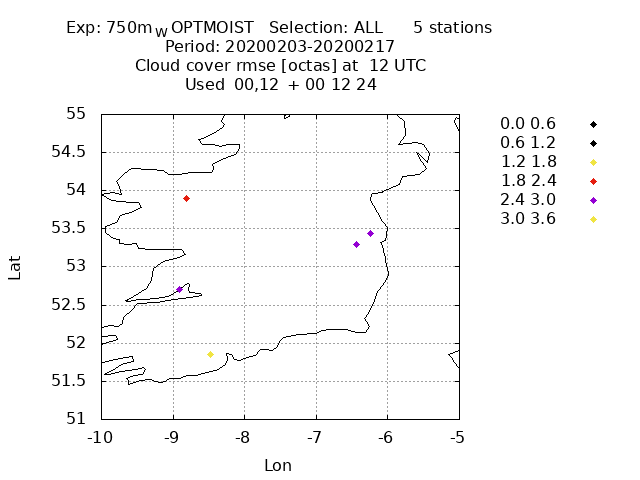 Exp: 750m_W OPTMOIST Selection: ALL 5 stations
Period: 20200203-20200217
Cloud cover rmse [octas] at 12 UTC
Used 00,12 + 00 12 24
55
54.5
54
53.5
53
52.5
52
51.5
51
-10 -9 -8 -7 -6 -5
Lat
Lon
0.0 0.6
0.6 1.2
1.2 1.8
1.8 2.4
2.4 3.0
3.0 3.6